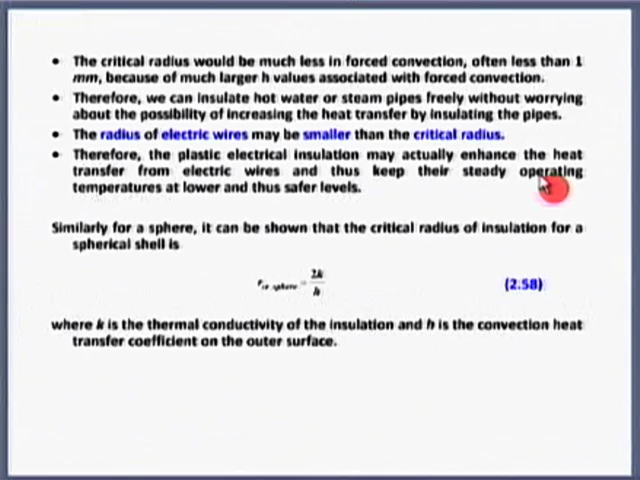 • The critical radius would be much less in forced convection, often less than 1
mm, because of much larger h values associated with forced convection.
• Therefore, we can insulate hot water or steam pipes freely without worrying
about the possibility of increasing the heat transfer by insulating the pipes.
• The radius of electric wires may be smaller than the critical radius.
• Therefore, the plastic electrical insulation may actually enhance the heat
transfer from electric wires and thus keep their steady operating
temperatures at lower and thus safer levels.
Similarly for a sphere, it can be shown that the critical radius of insulation for a
spherical shell is
r cr sphere = 2k / h (2.58)
where k is the thermal conductivity of the insulation and h is the convection heat
transfer coefficient on the outer surface.